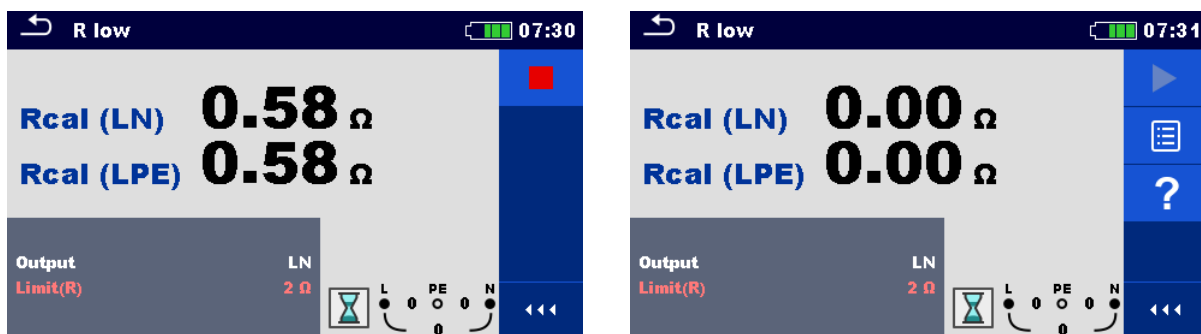 R low 07:30
Rcal (LN) 0.58 Ω
Rcal (LPE) 0.58 Ω
Output LN
Limit(R) 2 Ω
L PE N
0 0
0
R low 07:31
Rcal (LN) 0.00 Ω
Rcal (LPE) 0.00 Ω
?
Output LN
Limit(R) 2 Ω
L PE N
0 0
0